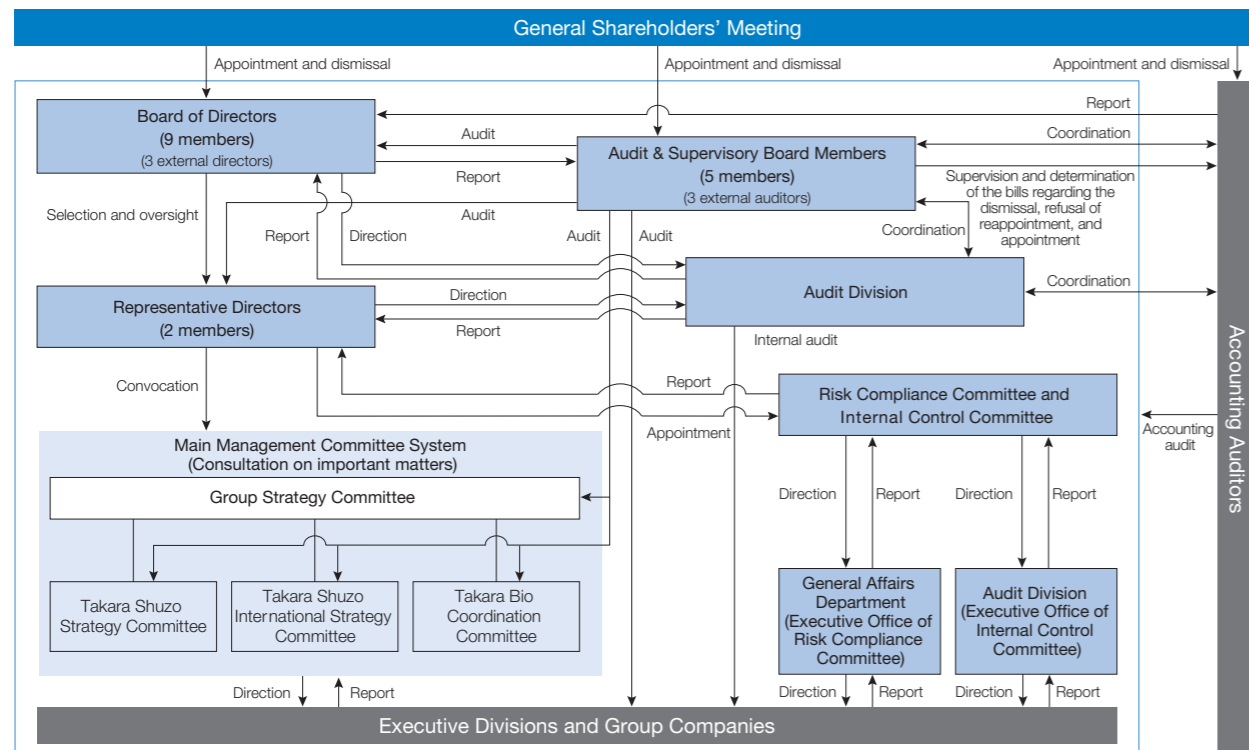 General Shareholders' Meeting
Appointment and dismissal
Appointment and dismissal
Appointment and dismissal
Board of Directors
(9 members)
(3 external directors)
Report
Audit
Report
Audit & Supervisory Board Members
(5 members)
(3 external auditors)
Coordination
Supervision and determination
of the bills regarding the
dismissal, refusal of
reappointment, and
appointment
Selection and oversight
Report
Direction
Audit
Audit
Audit
Coordination
Audit Division
Coordination
Representative Directors
(2 members)
Direction
Report
Internal audit
Convocation
Report
Appointment
Risk Compliance Committee and
Internal Control Committee
Accounting
audit
Accounting Auditors
Main Management Committee System
(Consultation on important matters)
Group Strategy Committee
Takara Shuzo
Strategy Committee
Takara Shuzo
International Strategy
Committee
Takara Bio
Coordination
Committee
Direction
Report
Direction
Report
General Affairs
Department
(Executive Office of
Risk Compliance
Committee)
Audit Division
(Executive Office of
Internal Control
Committee)
Direction
Report
Direction
Report
Direction
Report
Executive Divisions and Group Companies